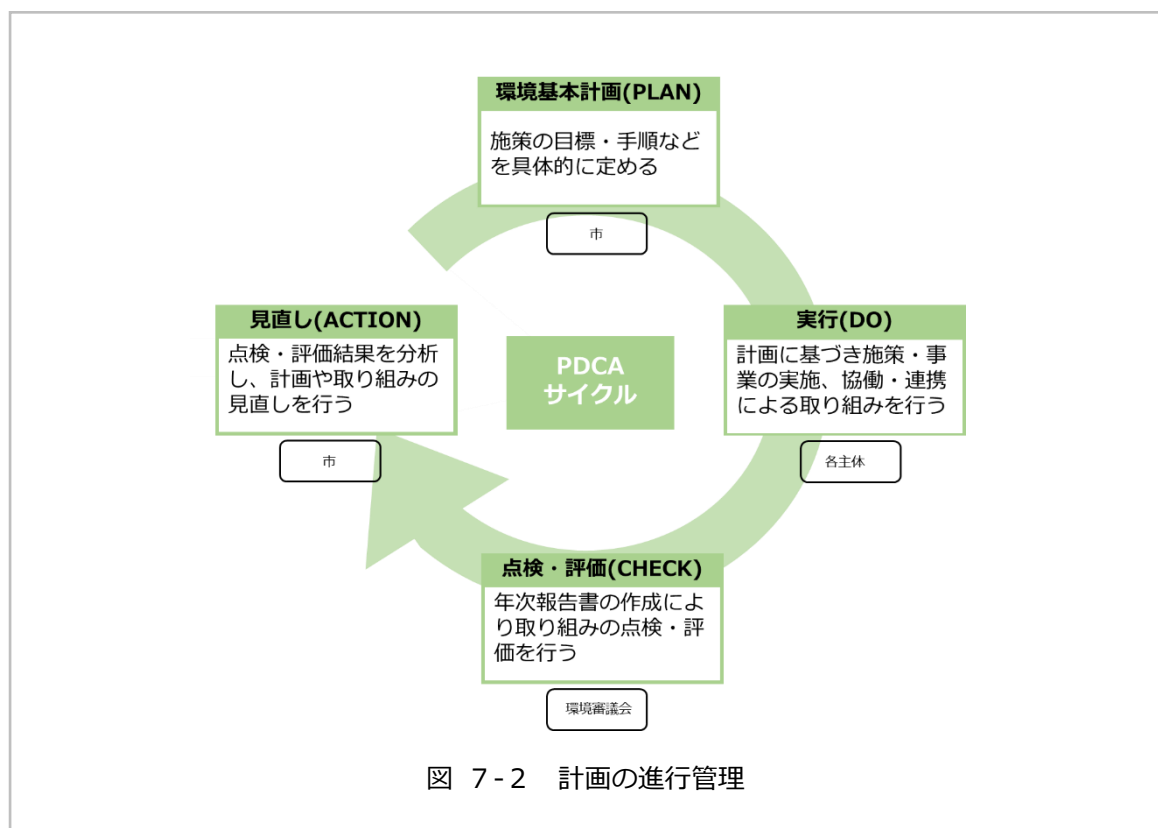 環境基本計画(PLAN)
施策の目標・手順など
を具体的に定める
市
見直し(ACTION)
点検・評価結果を分析
し、計画や取り組みの
見直しを行う
市
PDCA
サイクル
実行(DO)
計画に基づき施策・事
業の実施、協働・連携
による取り組みを行う
各主体
点検・評価(CHECK)
年次報告書の作成によ
り取り組みの点検・評
価を行う
環境審議会
図 ７-２　計画の進行管理